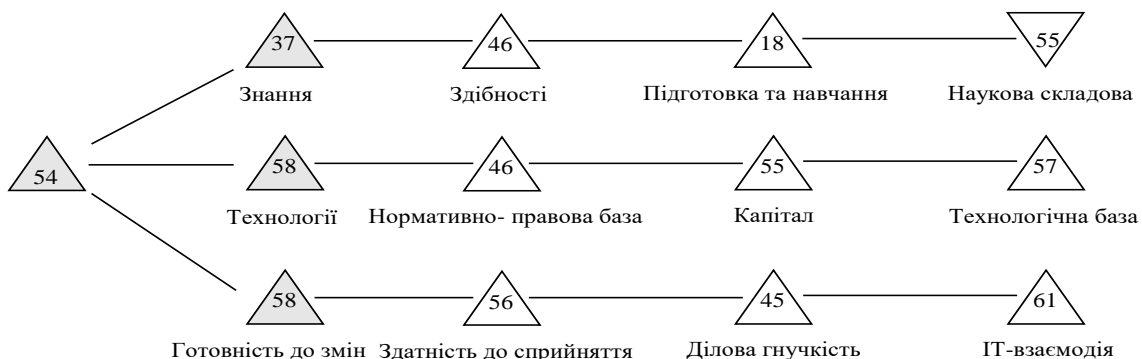 37 46 18 55
Знання Здібності Підготовка та навчання Наукова складова
54 58 46 55 57
Технології Нормативно- правова база Капітал Технологічна база
58 56 45 61
Готовність до змін Здатність до сприйняття Ділова гнучкість ІТ-взаємодія